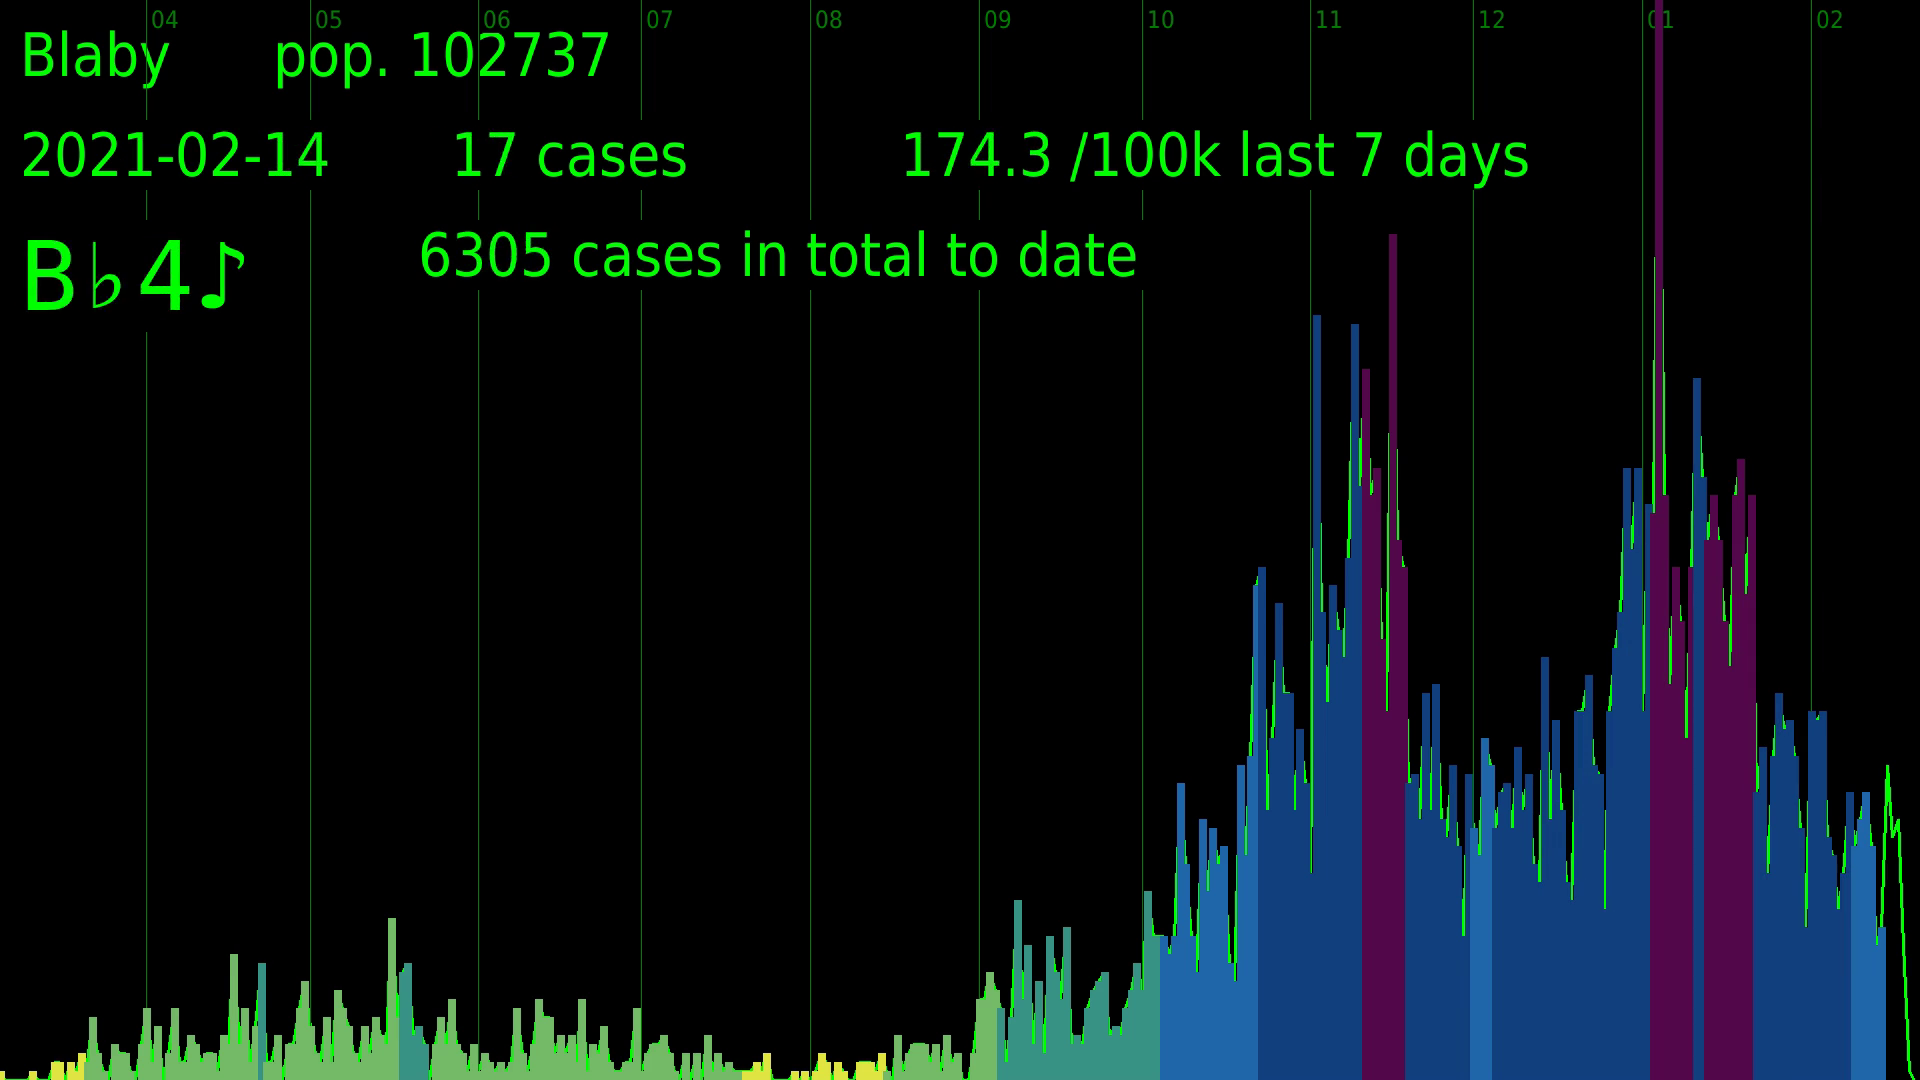 04 05 06 07 08 09 10 11 12 01 02
Blaby pop. 102737
2021-02-14 17 cases 174.3 /100k last 7 days
B♭4♪ 6305 cases in total to date